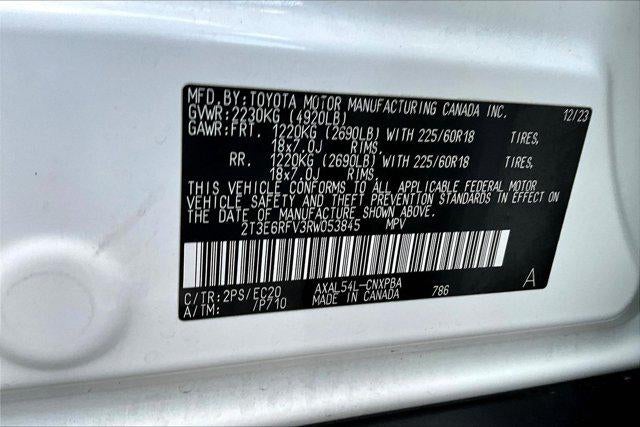 MFD. BY: TOYOTA MOTOR MANUFACTURING CANADA INC. 12/23
GVWR: 2230KG (4920LB)
GAWR: FRT. 1220KG (2690LB) WITH 225/60R18 TIRES,
18x7.0J — RIMS.
RR. 1220KG (2690LB) WITH 225/60R18 TIRES,
18x7.0J — RIMS.
THIS VEHICLE CONFORMS TO ALL APPLICABLE FEDERAL MOTOR
VEHICLE SAFETY AND THEFT PREVENTION STANDARDS IN EFFECT ON
THE DATE OF MANUFACTURE SHOWN ABOVE.
2T3E6RFV3RW053845 MPV
C/TR: 2PS/EC20 AXAL54L-CNXPBA 786 A
A/TM: /P710 MADE IN CANADA